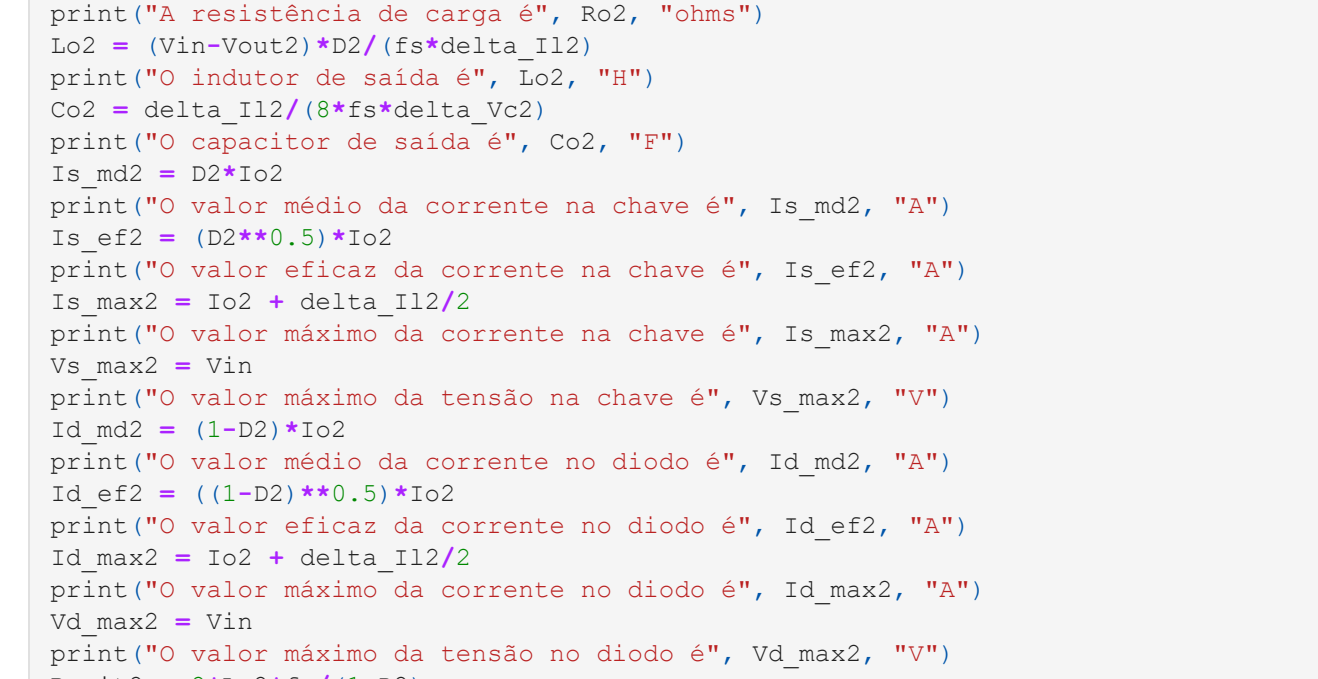 print("A resistência de carga é", Ro2, "ohms")
Lo2 = (Vin-Vout2)*D2/(fs*delta_Il2)
print("O indutor de saída é", Lo2, "H")
Co2 = delta_Il2/(8*fs*delta_Vc2)
print("O capacitor de saída é", Co2, "F")
Is_md2 = D2*Io2
print("O valor médio da corrente na chave é", Is_md2, "A")
Is_ef2 = (D2**0.5)*Io2
print("O valor eficaz da corrente na chave é", Is_ef2, "A")
Is_max2 = Io2 + delta_Il2/2
print("O valor máximo da corrente na chave é", Is_max2, "A")
Vs_max2 = Vin
print("O valor máximo da tensão na chave é", Vs_max2, "V")
Id_md2 = (1-D2)*Io2
print("O valor médio da corrente no diodo é", Id_md2, "A")
Id_ef2 = ((1-D2)**0.5)*Io2
print("O valor eficaz da corrente no diodo é", Id_ef2, "A")
Id_max2 = Io2 + delta_Il2/2
print("O valor máximo da corrente no diodo é", Id_max2, "A")
Vd_max2 = Vin
print("O valor máximo da tensão no diodo é", Vd_max2, "V")